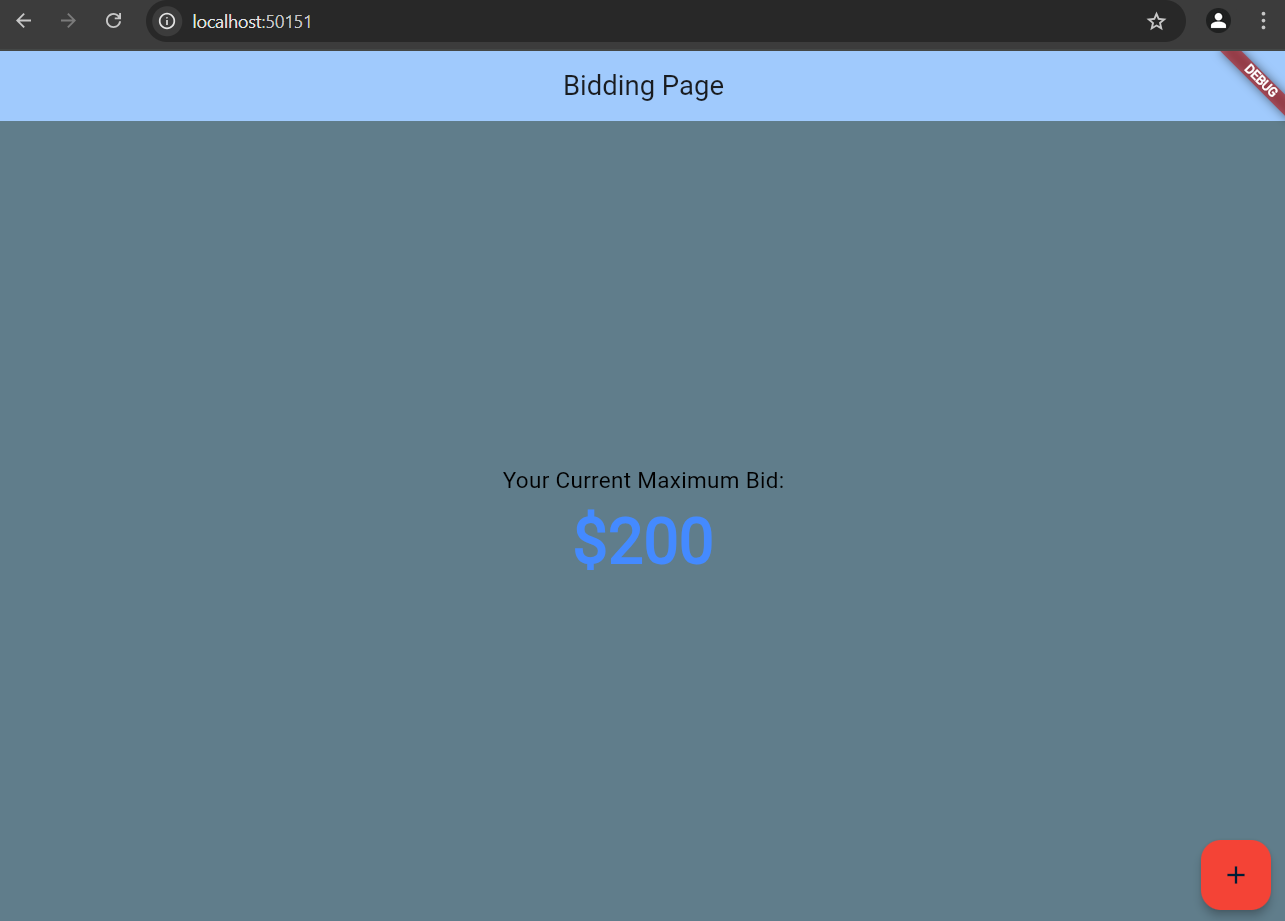 localhost:50151
Bidding Page
DEBUG
Your Current Maximum Bid:
$200
+